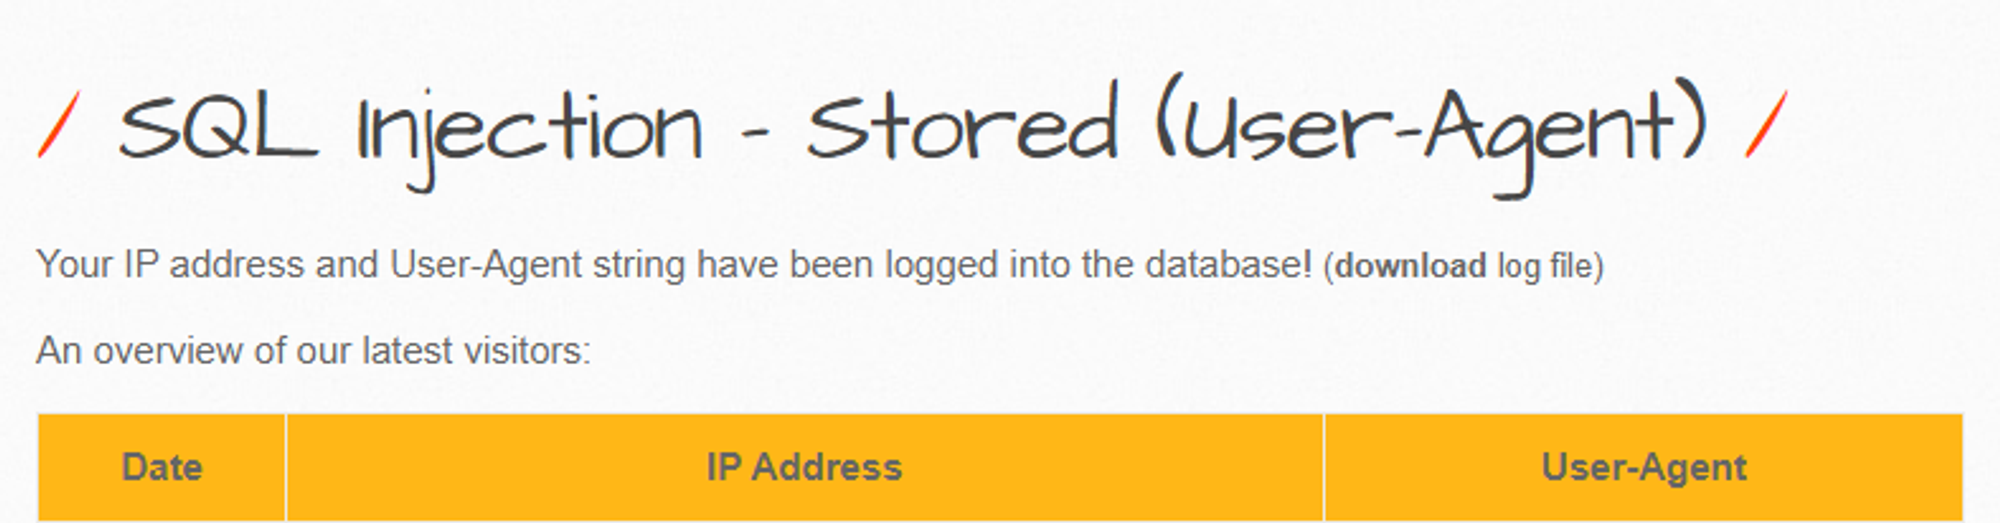 / SQL Injection - Stored (User-Agent) /
Your IP address and User-Agent string have been logged into the database! (download log file)
An overview of our latest visitors:
Date IP Address User-Agent